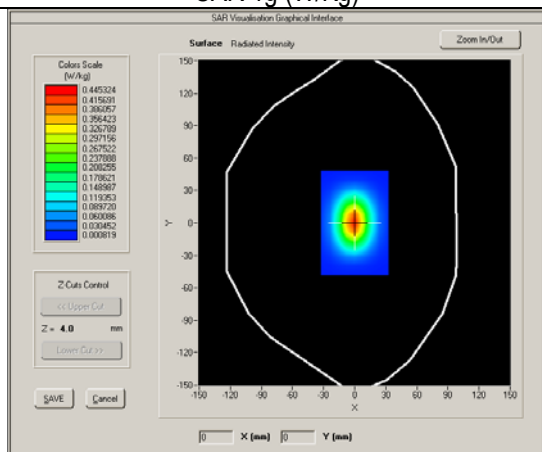 SAR Visualisation Graphical Interface
Surface Radiated Intensity
Zoom In/Out
Colors Scale
(W/kg)
0.445324
0.415691
0.386057
0.356423
0.326789
0.297156
0.267522
0.237888
0.208255
0.178621
0.148987
0.119353
0.089720
0.060086
0.030452
0.000819
150
120
90
60
30
0
-30
-60
-90
-120
-150
Y
-150 -120 -90 -60 -30 0 30 60 90 120 150
X
Z-Cuts Control
<< Upper Cut
Z = 4.0 mm
Lower Cut >>
SAVE Cancel
0 X (mm) 0 Y (mm)